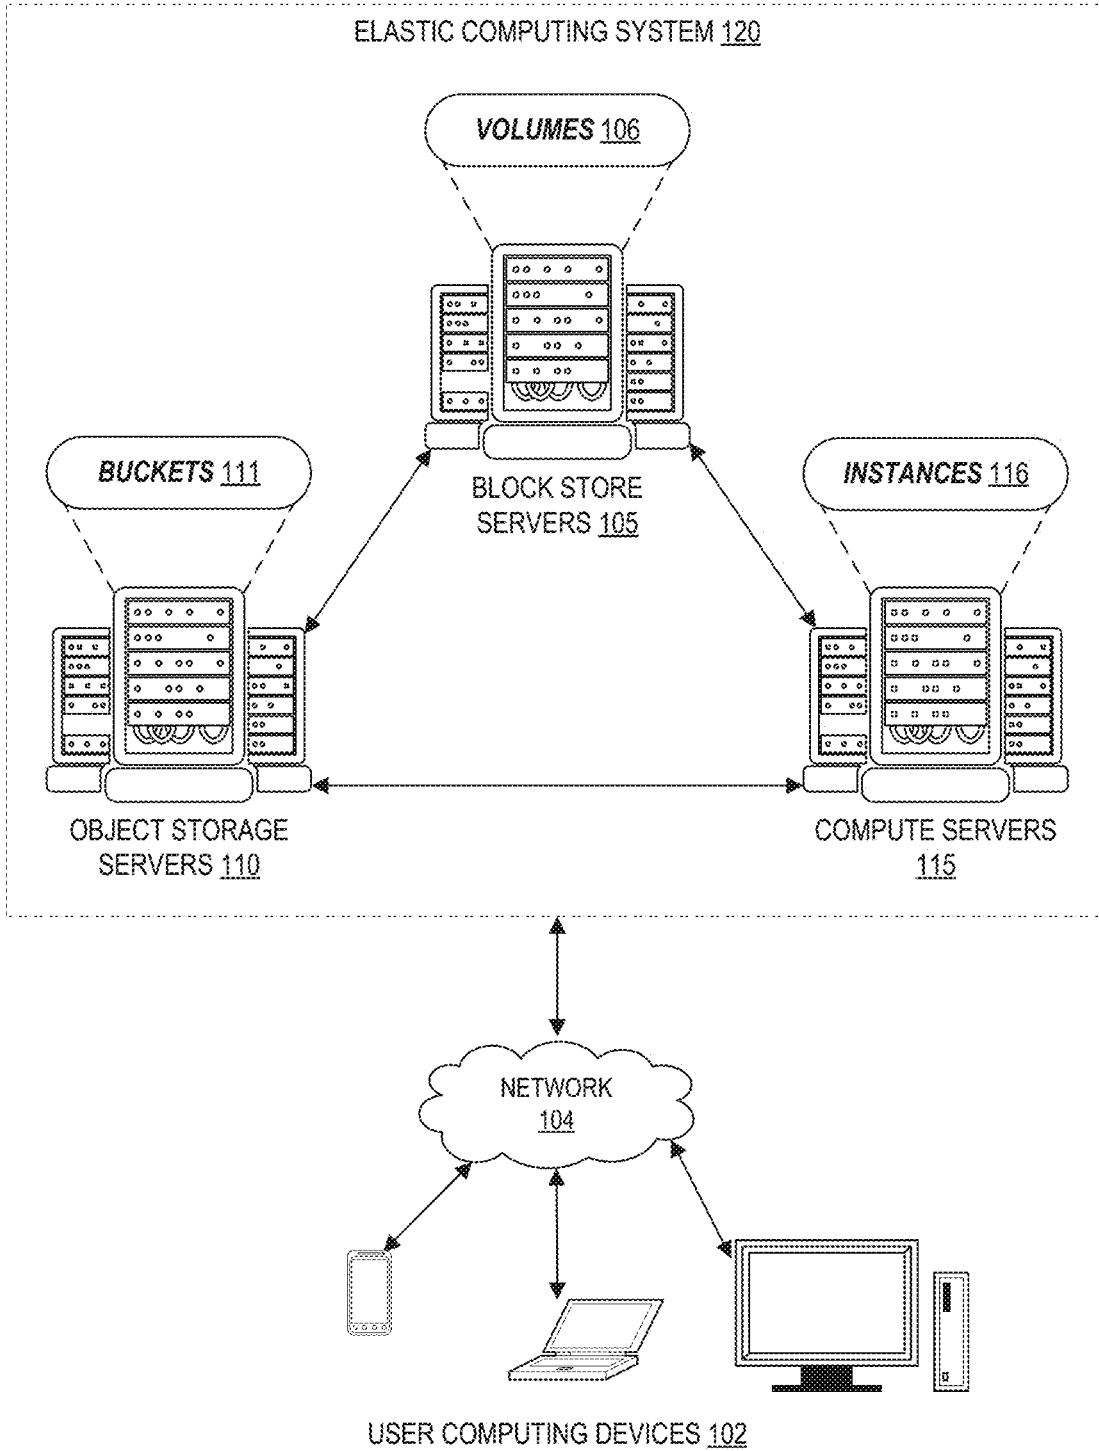 ELASTIC COMPUTING SYSTEM 120
VOLUMES 106
BLOCK STORE
SERVERS 105
BUCKETS 111
INSTANCES 116
OBJECT STORAGE
SERVERS 110
COMPUTE SERVERS
115
NETWORK
104
USER COMPUTING DEVICES 102